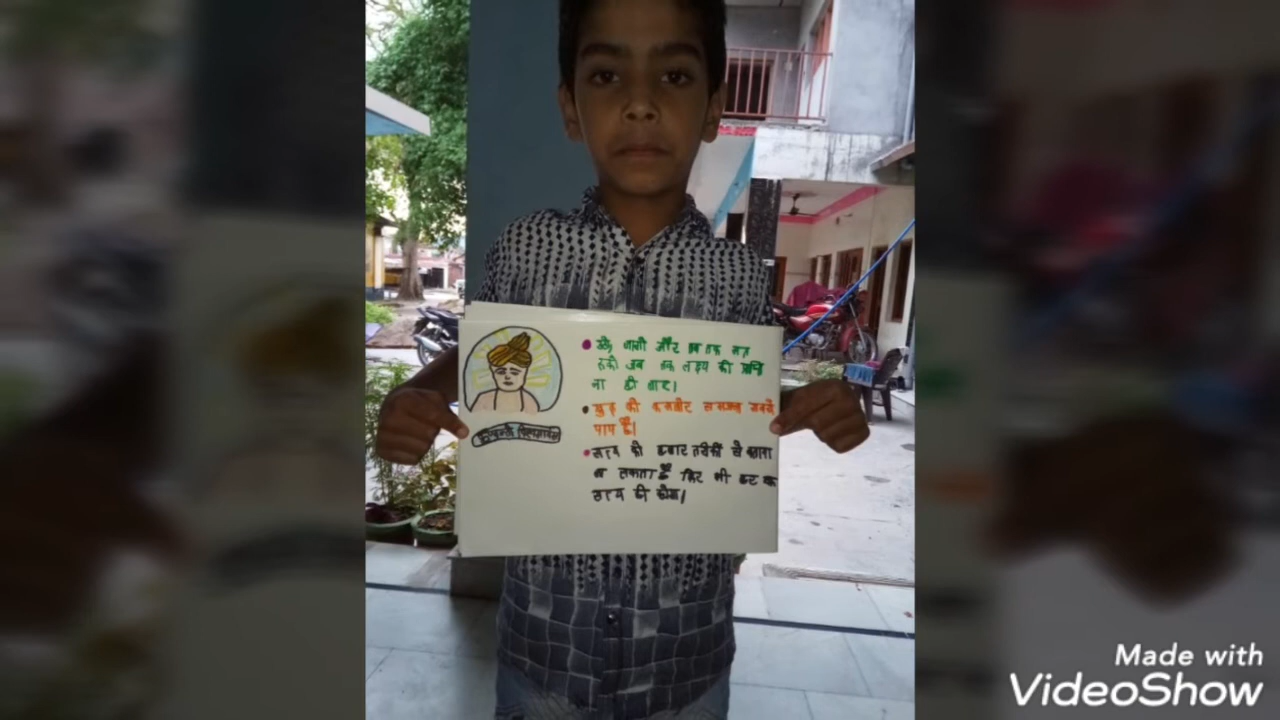 उठो जागो और तब तक मत
रुको जब तक लक्ष्य की प्राप्ति
ना हो जाए।
खुद को कमजोर समझना सबसे
पाप है।
सत्य को हजार तरीकों से बताया
जा सकता है फिर भी हर एक
सत्य ही होगा।
Made with
VideoShow